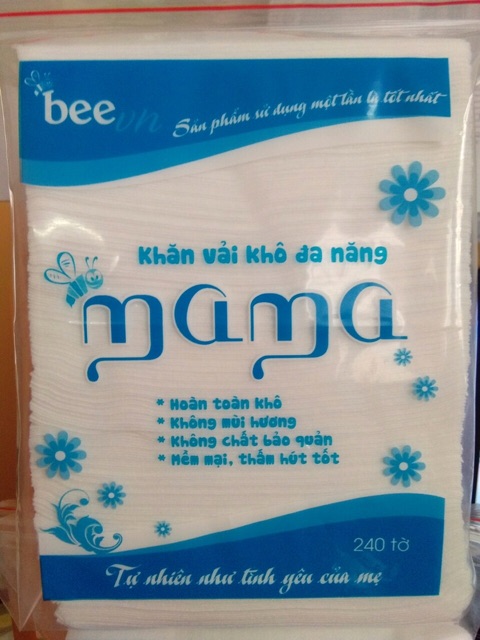 beevn
Sản phẩm sử dụng một lần là tốt nhất
Khăn vải khô đa năng
mama
* Hoàn toàn khô
* Không mùi hương
* Không chất bảo quản
* Mềm mại, thấm hút tốt
240 tờ
Tự nhiên như tình yêu của mẹ